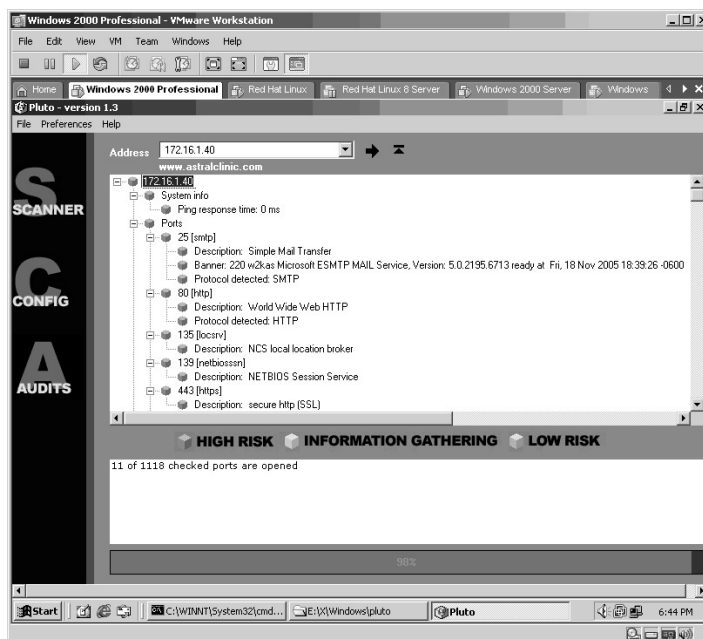 Windows 2000 Professional - VMware Workstation
File Edit View VM Team Windows Help
Home Windows 2000 Professional Red Hat Linux Red Hat Linux 8 Server Windows 2000 Server Windows
Pluto - version 1.3
File Preferences Help
Address 172.16.1.40
www.astralclinic.com
SCANNER
CONFIG
AUDITS
172.16.1.40
System info
Ping response time: 0 ms
Ports
25 [smtp]
Description: Simple Mail Transfer
Banner: 220 w2kas Microsoft ESMTP MAIL Service, Version: 5.0.2195.6713 ready at Fri, 18 Nov 2005 18:39:26 -0600
Protocol detected: SMTP
80 [http]
Description: World Wide Web HTTP
Protocol detected: HTTP
135 [locsrv]
Description: NCS local location broker
139 [netbiosssn]
Description: NETBIOS Session Service
443 [https]
Description: secure http (SSL)
HIGH RISK INFORMATION GATHERING LOW RISK
11 of 1118 checked ports are opened
98%
Start C:\WINNT\System32\cmd... E:\X\Windows\pluto Pluto 6:44 PM